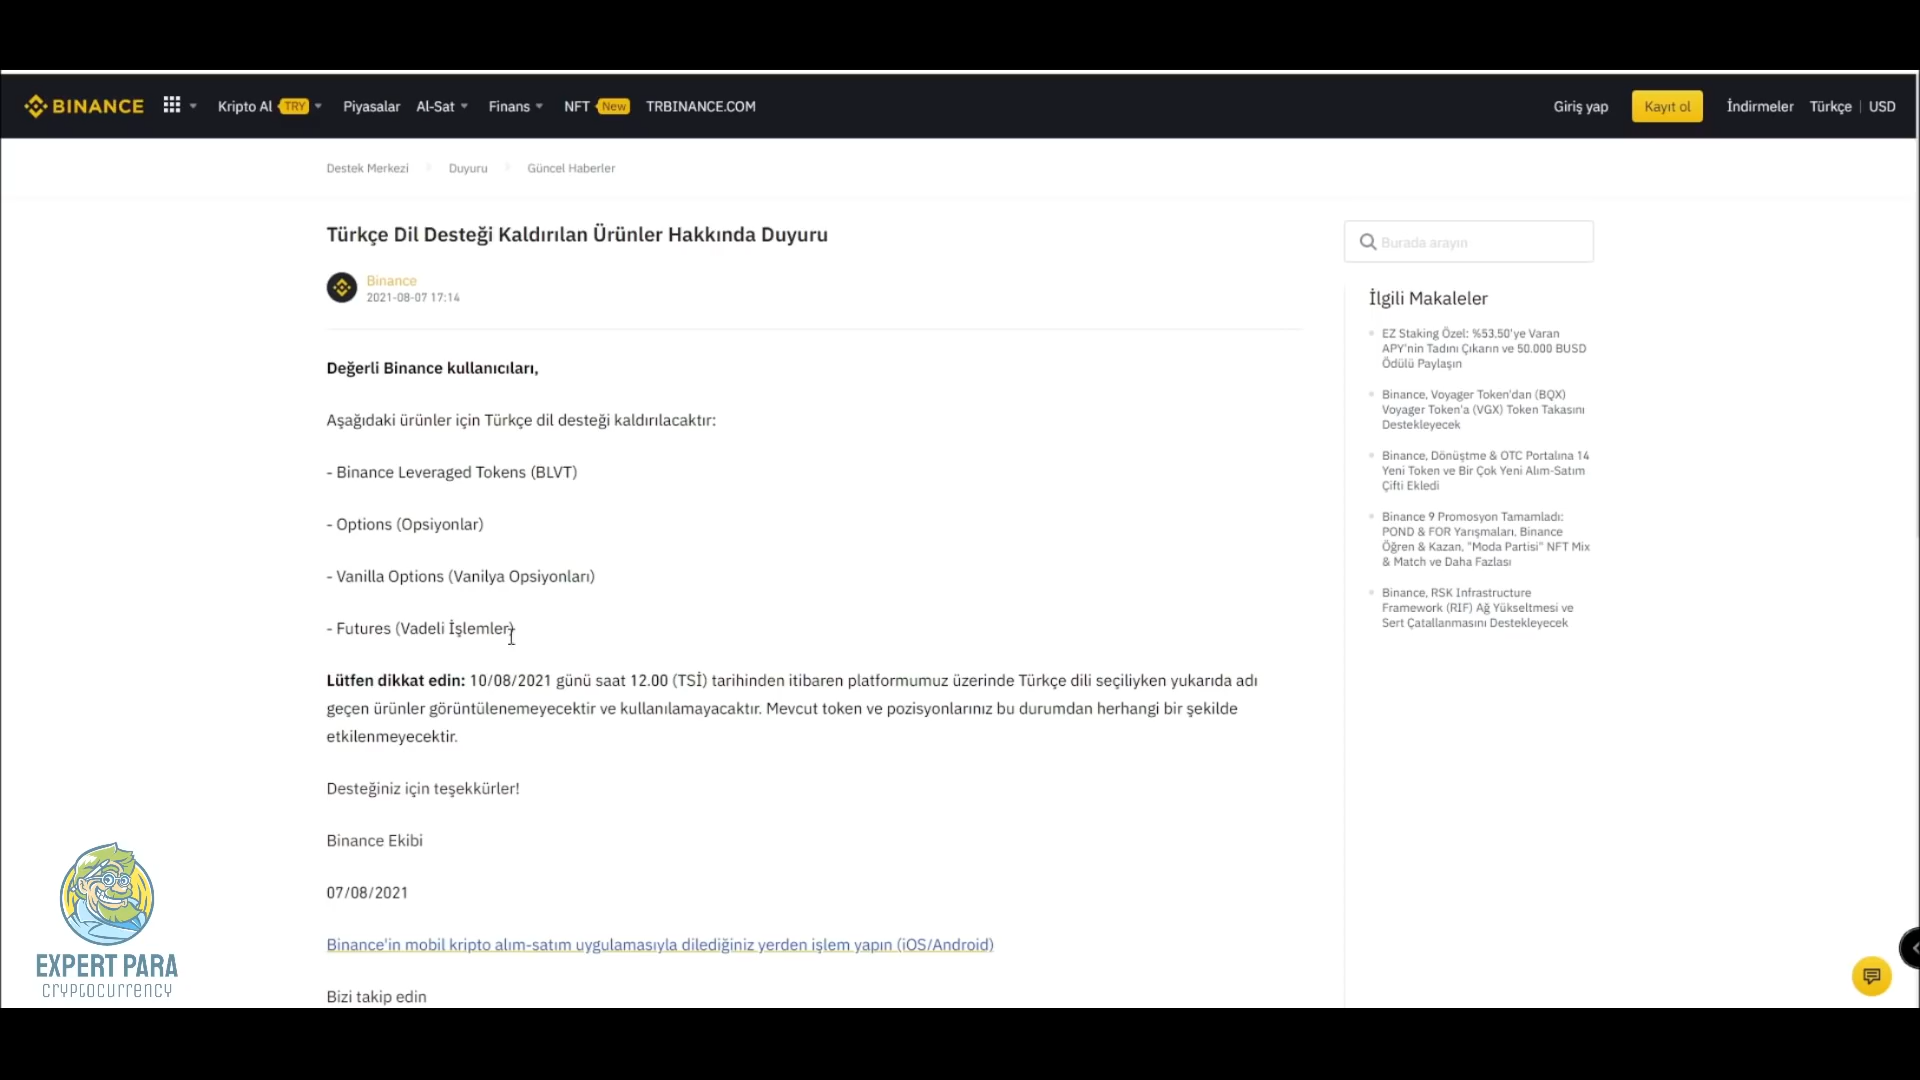 BINANCE
Kripto Al TRY
Piyasalar
Al-Sat
Finans
NFT New
TRBINANCE.COM
Giriş yap
Kayıt ol
İndirmeler
Türkçe | USD
Destek Merkezi
Duyuru
Güncel Haberler
Türkçe Dil Desteği Kaldırılan Ürünler Hakkında Duyuru
Binance
2021-08-07 17:14
Değerli Binance kullanıcıları,
Aşağıdaki ürünler için Türkçe dil desteği kaldırılacaktır:
- Binance Leveraged Tokens (BLVT)
- Options (Opsiyonlar)
- Vanilla Options (Vanilya Opsiyonları)
- Futures (Vadeli İşlemler)
Lütfen dikkat edin: 10/08/2021 günü saat 12.00 (TSİ) tarihinden itibaren platformumuz üzerinde Türkçe dili seçiliyken yukarıda adı
geçen ürünler görüntülenemeyecektir ve kullanılamayacaktır. Mevcut token ve pozisyonlarınız bu durumdan herhangi bir şekilde
etkilenmeyecektir.
Desteğiniz için teşekkürler!
Binance Ekibi
07/08/2021
Binance'in mobil kripto alım-satım uygulamasıyla dilediğiniz yerden işlem yapın (iOS/Android)
Bizi takip edin
Burada arayın
İlgili Makaleler
EZ Staking Özel: %53,50'ye Varan
APY'nin Tadını Çıkarın ve 50.000 BUSD
Ödülü Paylaşın
Binance, Voyager Token'dan (BQX)
Voyager Token'a (VGX) Token Takasını
Destekleyecek
Binance, Dönüştme & OTC Portalına 14
Yeni Token ve Bir Çok Yeni Alım-Satım
Çifti Ekledi
Binance 9 Promosyon Tamamladı:
POND & FOR Yarışmaları, Binance
Öğren & Kazan, "Moda Partisi" NFT Mix
& Match ve Daha Fazlası
Binance, RSK Infrastructure
Framework (RIF) Ağ Yükseltmesi ve
Sert Çatallanmasını Destekleyecek
EXPERT PARA
CRYPTOCURRENCY